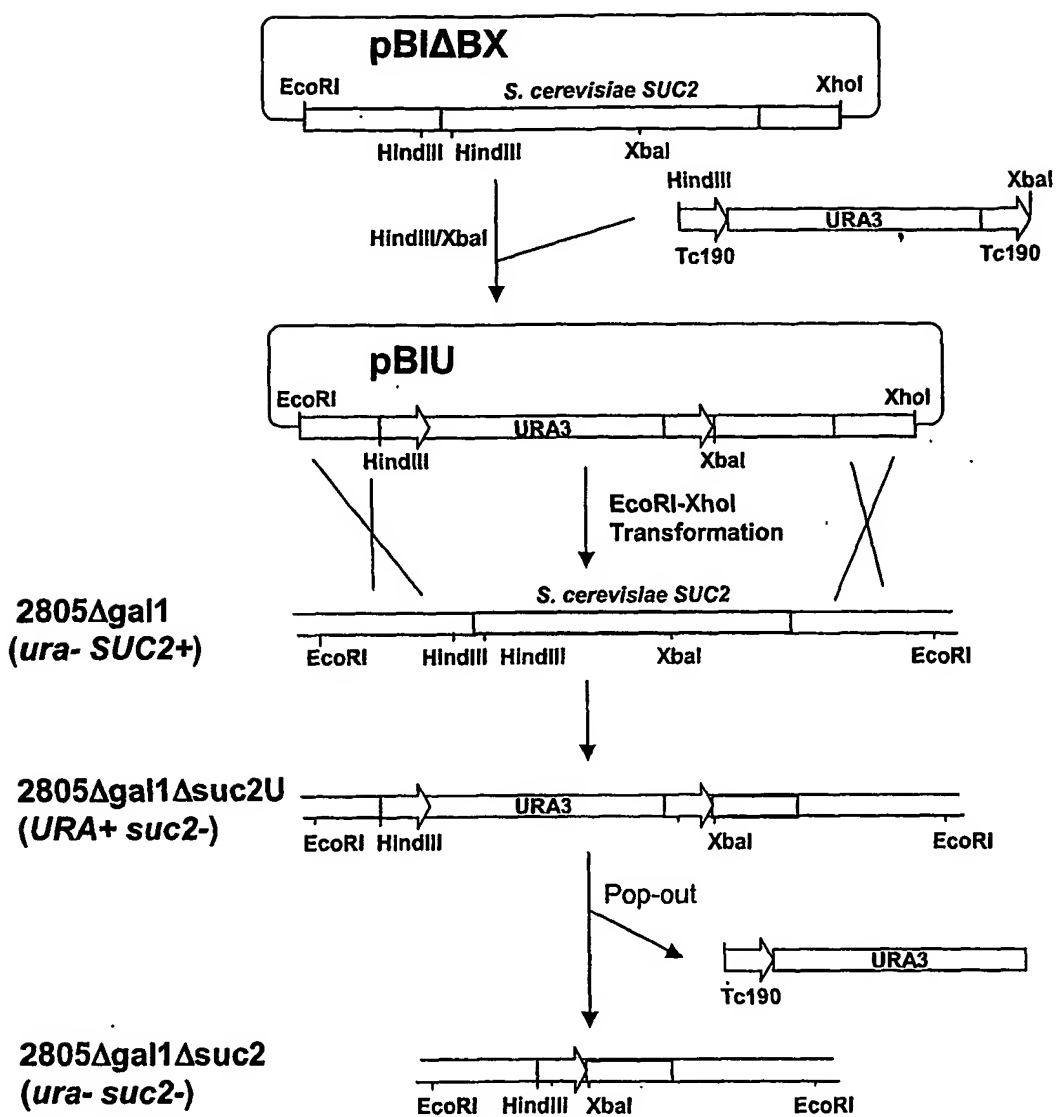 pBIΔBX
EcoRI
S. cerevisiae SUC2
XhoI
HindIII HindIII XbaI
HindIII XbaI
URA3
Tc190 Tc190
HindIII/XbaI
pBIU
EcoRI XhoI
URA3
HindIII XbaI
EcoRI-XhoI
Transformation
2805Δgal1
(ura- SUC2+)
S. cerevisiae SUC2
EcoRI HindIII HindIII XbaI EcoRI
2805Δgal1Δsuc2U
(URA+ suc2-)
URA3
EcoRI HindIII XbaI EcoRI
Pop-out
URA3
Tc190
2805Δgal1Δsuc2
(ura- suc2-)
EcoRI HindIII XbaI EcoRI